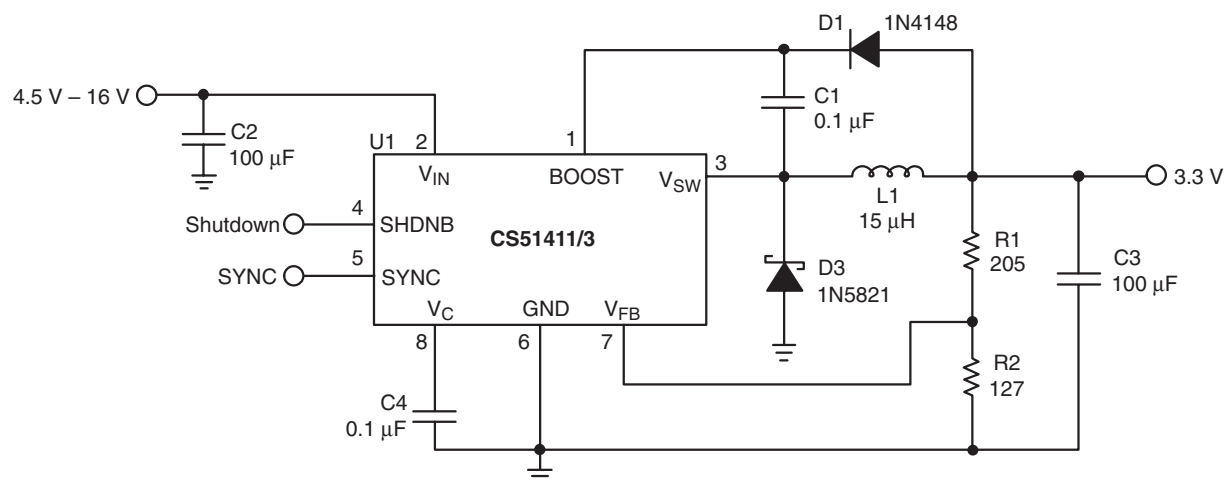 D1
1N4148
4.5 V – 16 V
C2
100 μF
C1
0.1 μF
U1
2
1
3
V_IN
BOOST
V_SW
3.3 V
L1
15 μH
Shutdown
4
SHDNB
CS51411/3
R1
205
C3
100 μF
SYNC
5
SYNC
D3
1N5821
V_C
GND
V_FB
8
6
7
R2
127
C4
0.1 μF